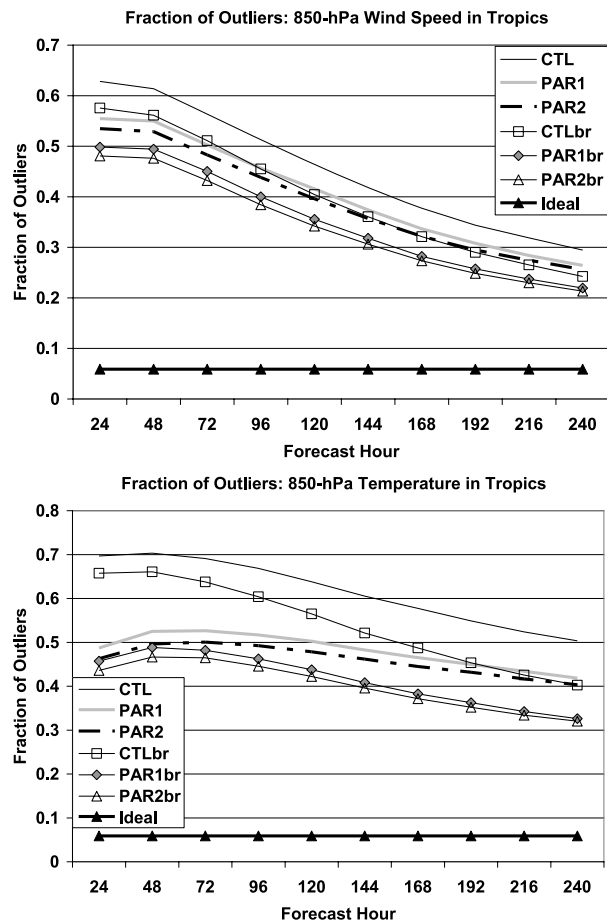 Fraction of Outliers: 850-hPa Wind Speed in Tropics
0.7
0.6
0.5
0.4
0.3
0.2
0.1
0
Fraction of Outliers
CTL
PAR1
PAR2
CTLbr
PAR1br
PAR2br
Ideal
24 48 72 96 120 144 168 192 216 240
Forecast Hour
Fraction of Outliers: 850-hPa Temperature in Tropics
0.8
0.7
0.6
0.5
0.4
0.3
0.2
0.1
0
Fraction of Outliers
CTL
PAR1
PAR2
CTLbr
PAR1br
PAR2br
Ideal
24 48 72 96 120 144 168 192 216 240
Forecast Hour